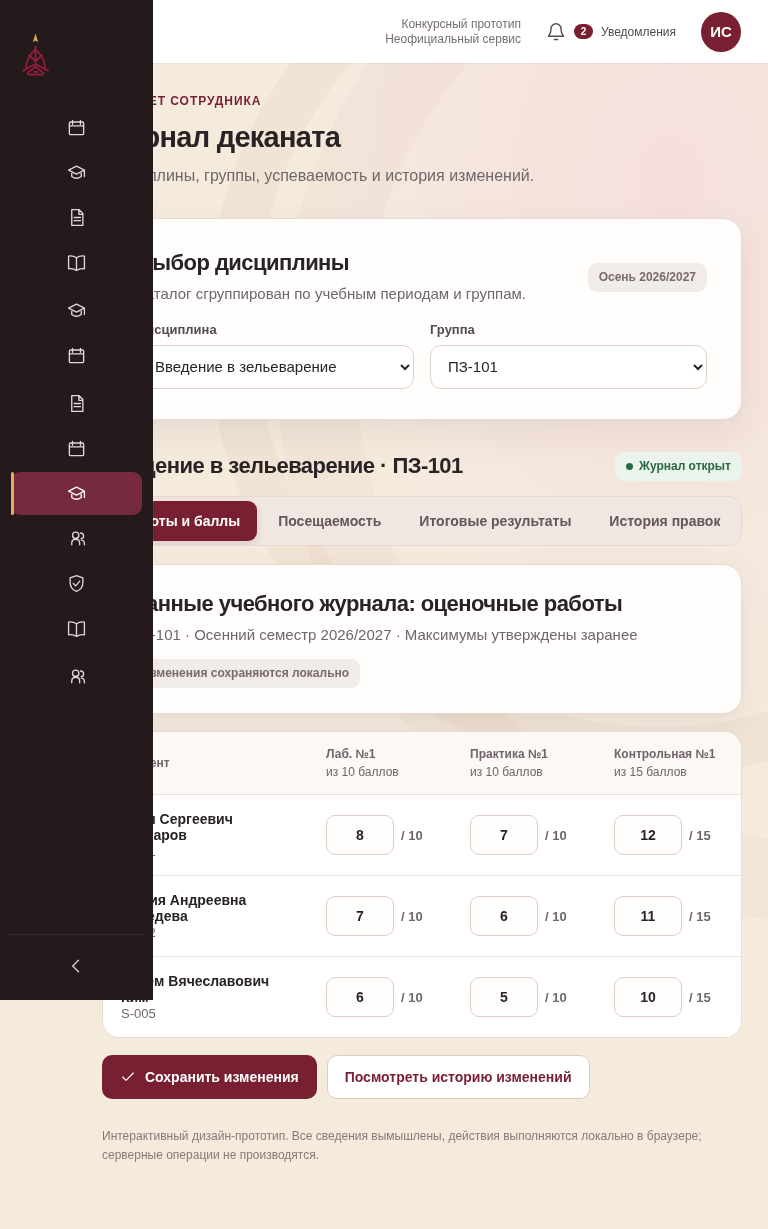 Конкурсный прототип
Неофициальный сервис
2 Уведомления
ИС
ЕТ СОТРУДНИКА
рнал деканата
плины, группы, успеваемость и история изменений.
ыбор дисциплины
аталог сгруппирован по учебным периодам и группам.
Осень 2026/2027
исциплина
Группа
Введение в зельеварение
ПЗ-101
дение в зельеварение · ПЗ-101
Журнал открыт
оты и баллы
Посещаемость
Итоговые результаты
История правок
анные учебного журнала: оценочные работы
-101 · Осенний семестр 2026/2027 · Максимумы утверждены заранее
зменения сохраняются локально
ент
Лаб. №1
из 10 баллов
Практика №1
из 10 баллов
Контрольная №1
из 15 баллов
Сергеевич
аров
8 / 10
7 / 10
12 / 15
ия Андреевна
едева
2
7 / 10
6 / 10
11 / 15
м Вячеславович
S-005
6 / 10
5 / 10
10 / 15
Сохранить изменения
Посмотреть историю изменений
Интерактивный дизайн-прототип. Все сведения вымышлены, действия выполняются локально в браузере;
серверные операции не производятся.